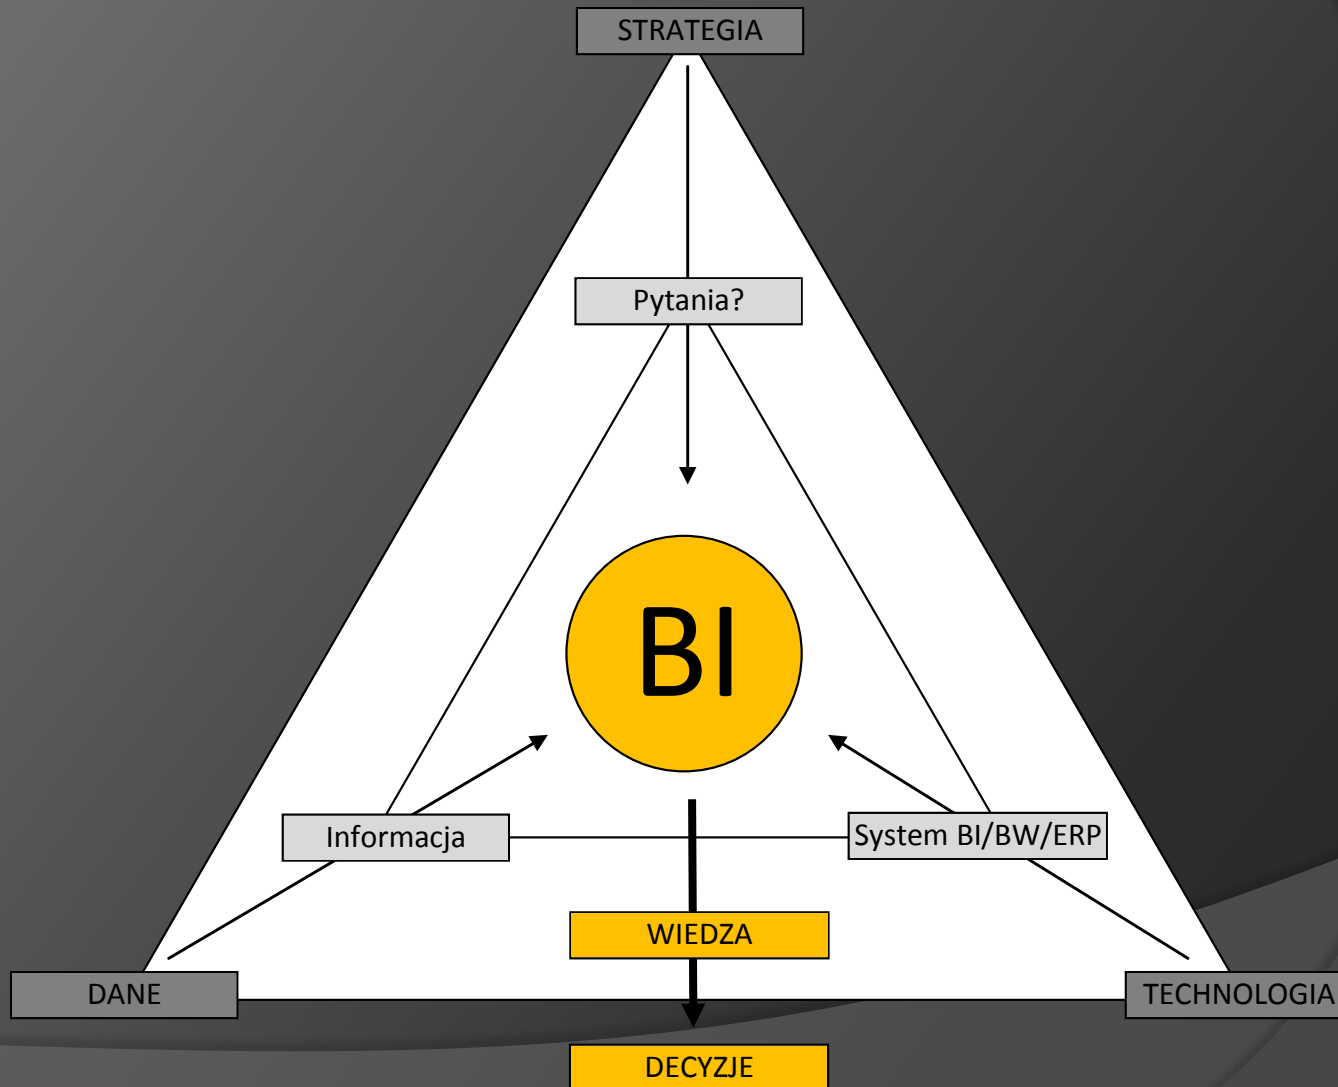 STRATEGIA
Pytania?
BI
Informacja
System BI/BW/ERP
WIEDZA
DANE
TECHNOLOGIA
DECYZJE